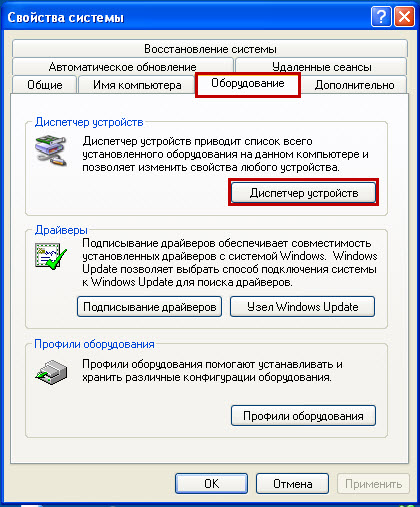 Свойства системы
Восстановление системы
Автоматическое обновление
Удаленные сеансы
Общие
Имя компьютера
Оборудование
Дополнительно
Диспетчер устройств
Диспетчер устройств приводит список всего
установленного оборудования на данном компьютере и
позволяет изменить свойства любого устройства.
Диспетчер устройств
Драйверы
Подписывание драйверов обеспечивает совместимость
установленных драйверов с системой Windows. Windows
Update позволяет выбрать способ подключения системы
к Windows Update для поиска драйверов.
Подписывание драйверов
Узел Windows Update
Профили оборудования
Профили оборудования помогают устанавливать и
хранить различные конфигурации оборудования.
Профили оборудования
OK
Отмена
Применить